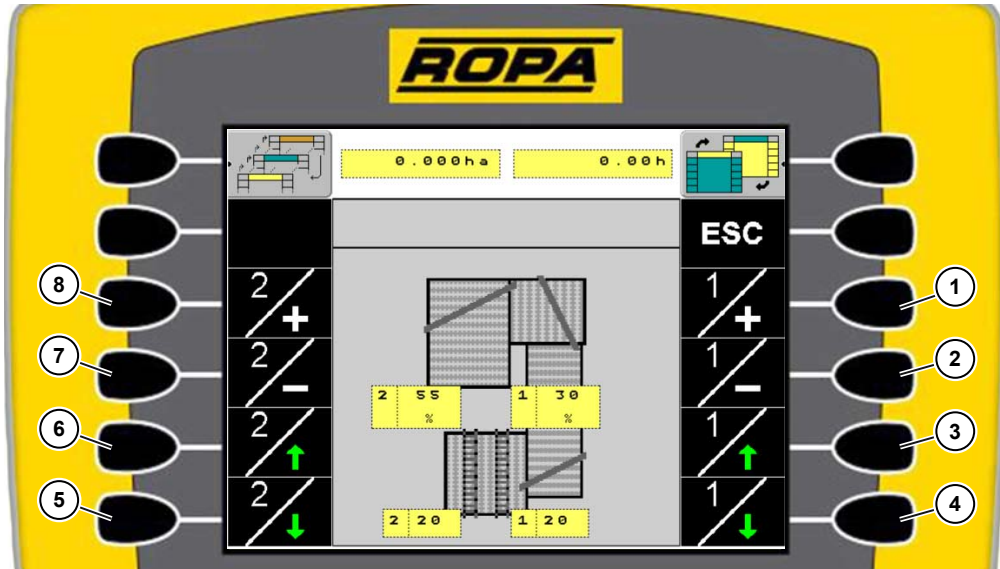 ROPA
0.000ha 0.00h
ESC
8 2/+ 1/+ 1
7 2/− 1/− 2
2 55 % 1 30 %
6 2/↑ 1/↑ 3
5 2/↓ 1/↓ 4
2 20 1 20